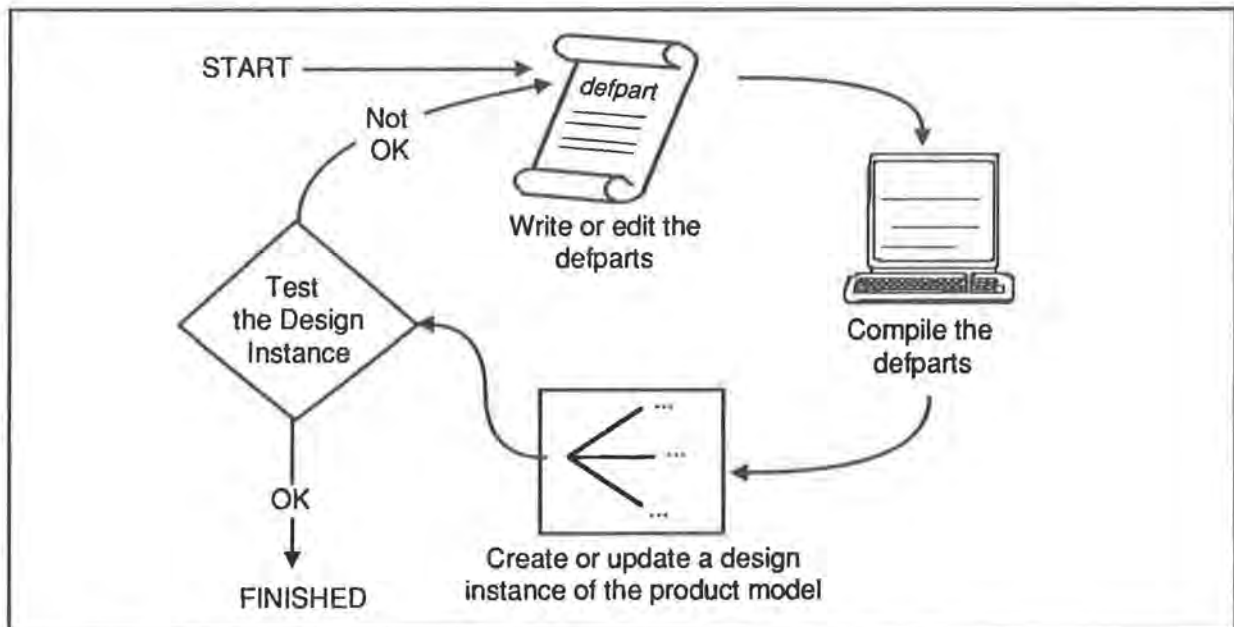 START
Not
OK
defpart
Write or edit the
defparts
Compile the
defparts
...
...
...
Create or update a design
instance of the product model
Test
the Design
Instance
OK
FINISHED